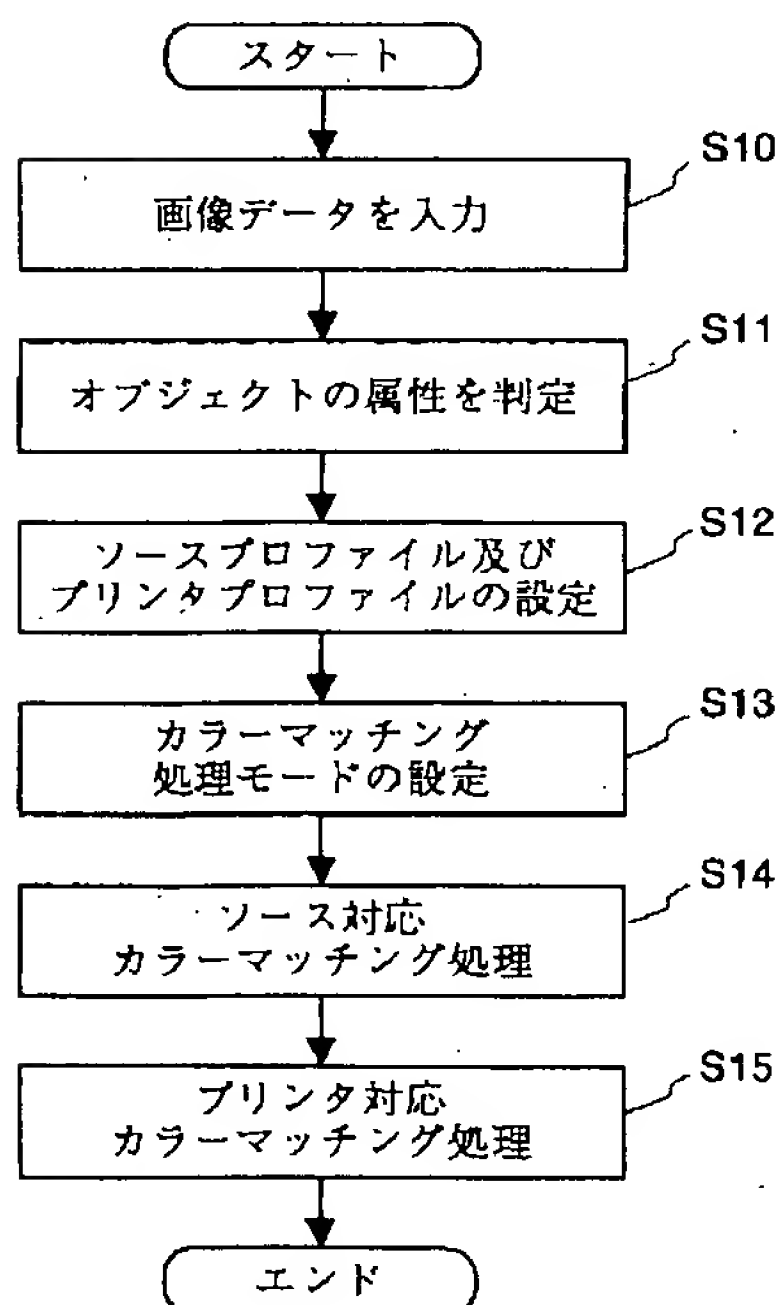 スタート
S10
画像データを入力
S11
オブジェクトの属性を判定
S12
ソースプロファイル及び
プリンタプロファイルの設定
S13
カラーマッチング
処理モードの設定
S14
ソース対応
カラーマッチング処理
S15
プリンタ対応
カラーマッチング処理
エンド